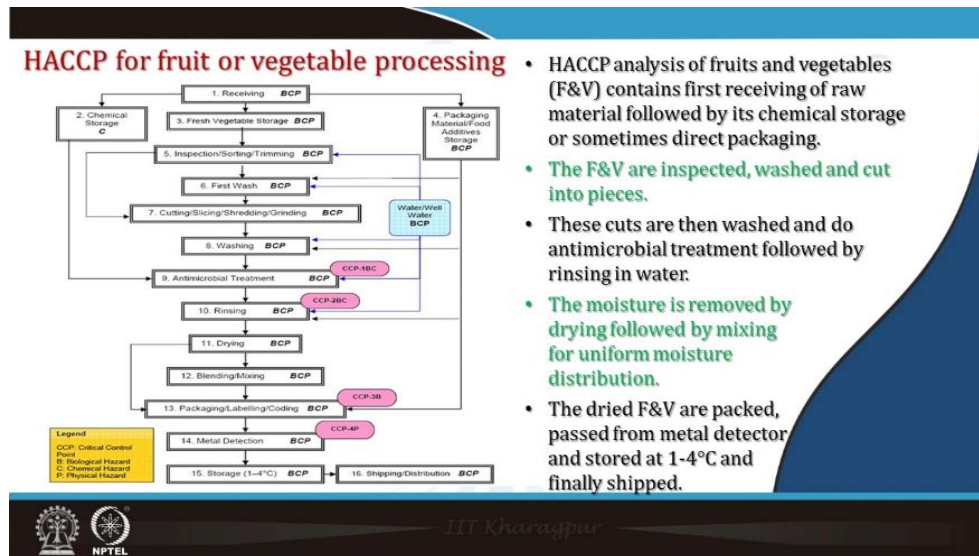 HACCP for fruit or vegetable processing
1. Receiving BCP
2. Chemical
Storage
C
3. Fresh Vegetable Storage BCP
4. Packaging
Material/Food
Additives
Storage
BCP
5. Inspection/Sorting/Trimming BCP
6. First Wash BCP
7. Cutting/Slicing/Shredding/Grinding BCP
Water/Well
Water
BCP
8. Washing BCP
CCP-1BC
9. Antimicrobial Treatment BCP
CCP-2BC
10. Rinsing BCP
11. Drying BCP
12. Blending/Mixing BCP
CCP-3B
13. Packaging/Labelling/Coding BCP
CCP-4P
14. Metal Detection BCP
15. Storage (1–4°C) BCP
16. Shipping/Distribution BCP
Legend
CCP: Critical Control
Point
B: Biological Hazard
C: Chemical Hazard
P: Physical Hazard
• HACCP analysis of fruits and vegetables
(F&V) contains first receiving of raw
material followed by its chemical storage
or sometimes direct packaging.
• The F&V are inspected, washed and cut
into pieces.
• These cuts are then washed and do
antimicrobial treatment followed by
rinsing in water.
• The moisture is removed by
drying followed by mixing
for uniform moisture
distribution.
• The dried F&V are packed,
passed from metal detector
and stored at 1-4°C and
finally shipped.
IIT Kharagpur
NPTEL